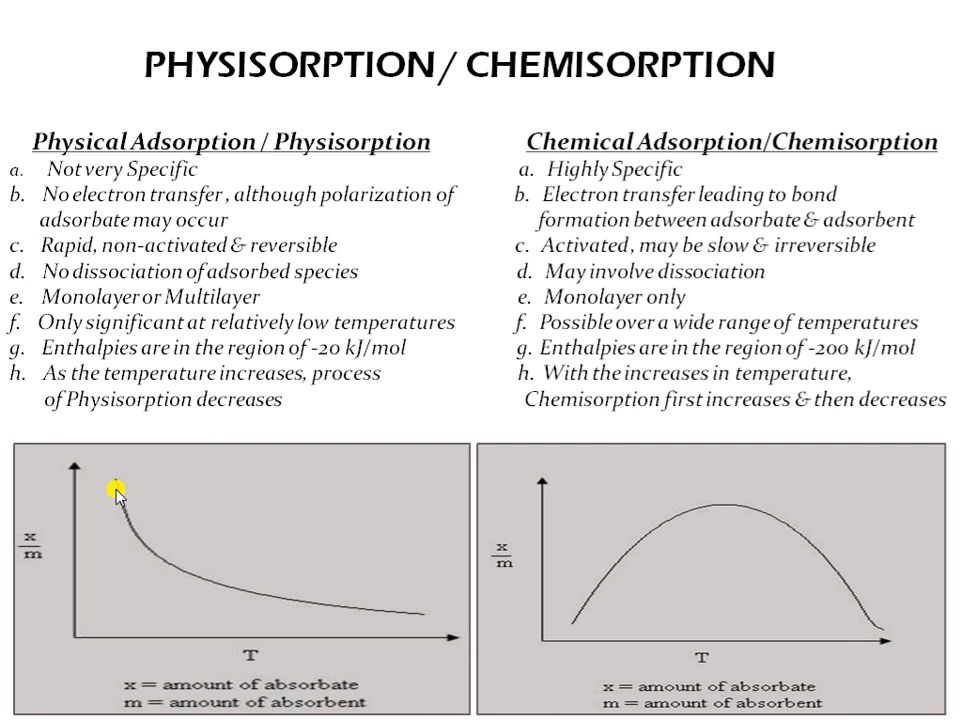 PHYSISORPTION / CHEMISORPTION
Physical Adsorption / Physisorption
a. Not very Specific
b. No electron transfer, although polarization of
adsorbate may occur
c. Rapid, non-activated & reversible
d. No dissociation of adsorbed species
e. Monolayer or Multilayer
f. Only significant at relatively low temperatures
g. Enthalpies are in the region of -20 kJ/mol
h. As the temperature increases, process
of Physisorption decreases
Chemical Adsorption/Chemisorption
a. Highly Specific
b. Electron transfer leading to bond
formation between adsorbate & adsorbent
c. Activated, may be slow & irreversible
d. May involve dissociation
e. Monolayer only
f. Possible over a wide range of temperatures
g. Enthalpies are in the region of -200 kJ/mol
h. With the increases in temperature,
Chemisorption first increases & then decreases
x
m
T
x = amount of absorbate
m = amount of absorbent
x
m
T
x = amount of absorbate
m = amount of absorbent